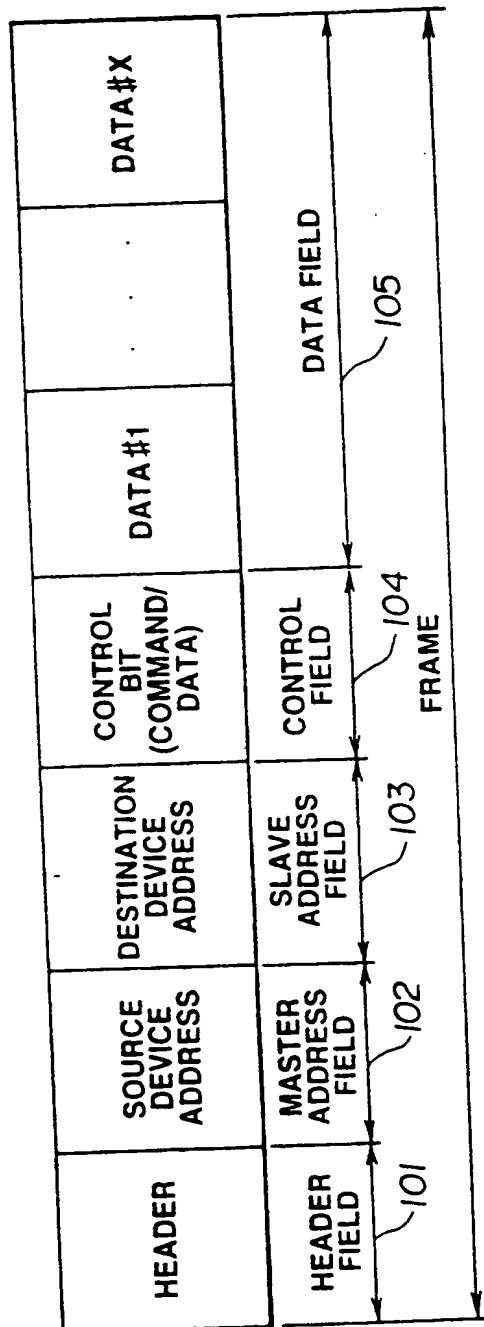 HEADER
SOURCE
DEVICE
ADDRESS
DESTINATION
DEVICE
ADDRESS
CONTROL
BIT
(COMMAND/
DATA)
DATA#1
. . .
DATA#X
HEADER
FIELD
MASTER
ADDRESS
FIELD
SLAVE
ADDRESS
FIELD
CONTROL
FIELD
DATA FIELD
101
102
103
104
105
FRAME